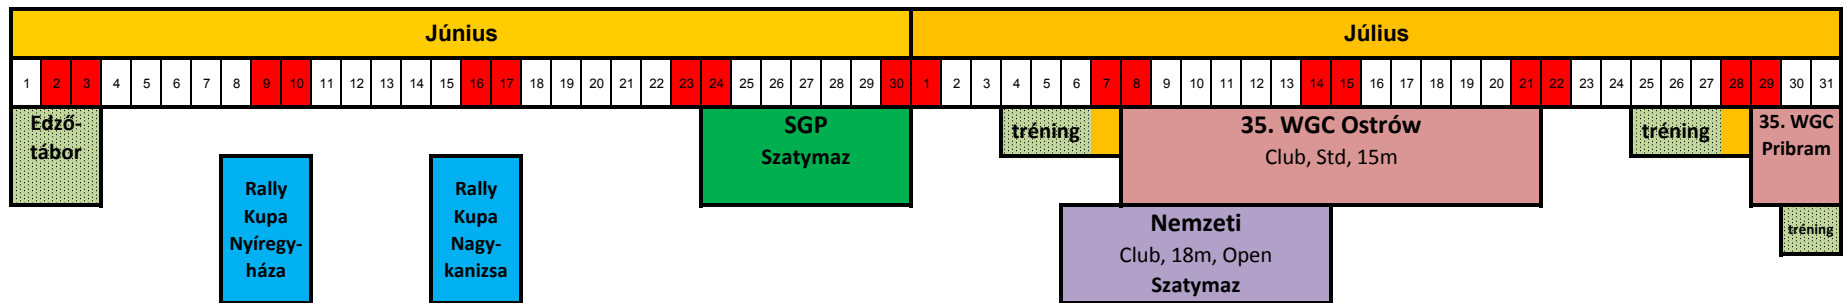 Június Július
1 2 3 4 5 6 7 8 9 10 11 12 13 14 15 16 17 18 19 20 21 22 23 24 25 26 27 28 29 30 1 2 3 4 5 6 7 8 9 10 11 12 13 14 15 16 17 18 19 20 21 22 23 24 25 26 27 28 29 30 31
Edző-
tábor
Rally
Kupa
Nyíregy-
háza
Rally
Kupa
Nagy-
kanizsa
SGP
Szatymaz
tréning
35. WGC Ostrów
Club, Std, 15m
Nemzeti
Club, 18m, Open
Szatymaz
tréning
35. WGC
Pribram
tréning